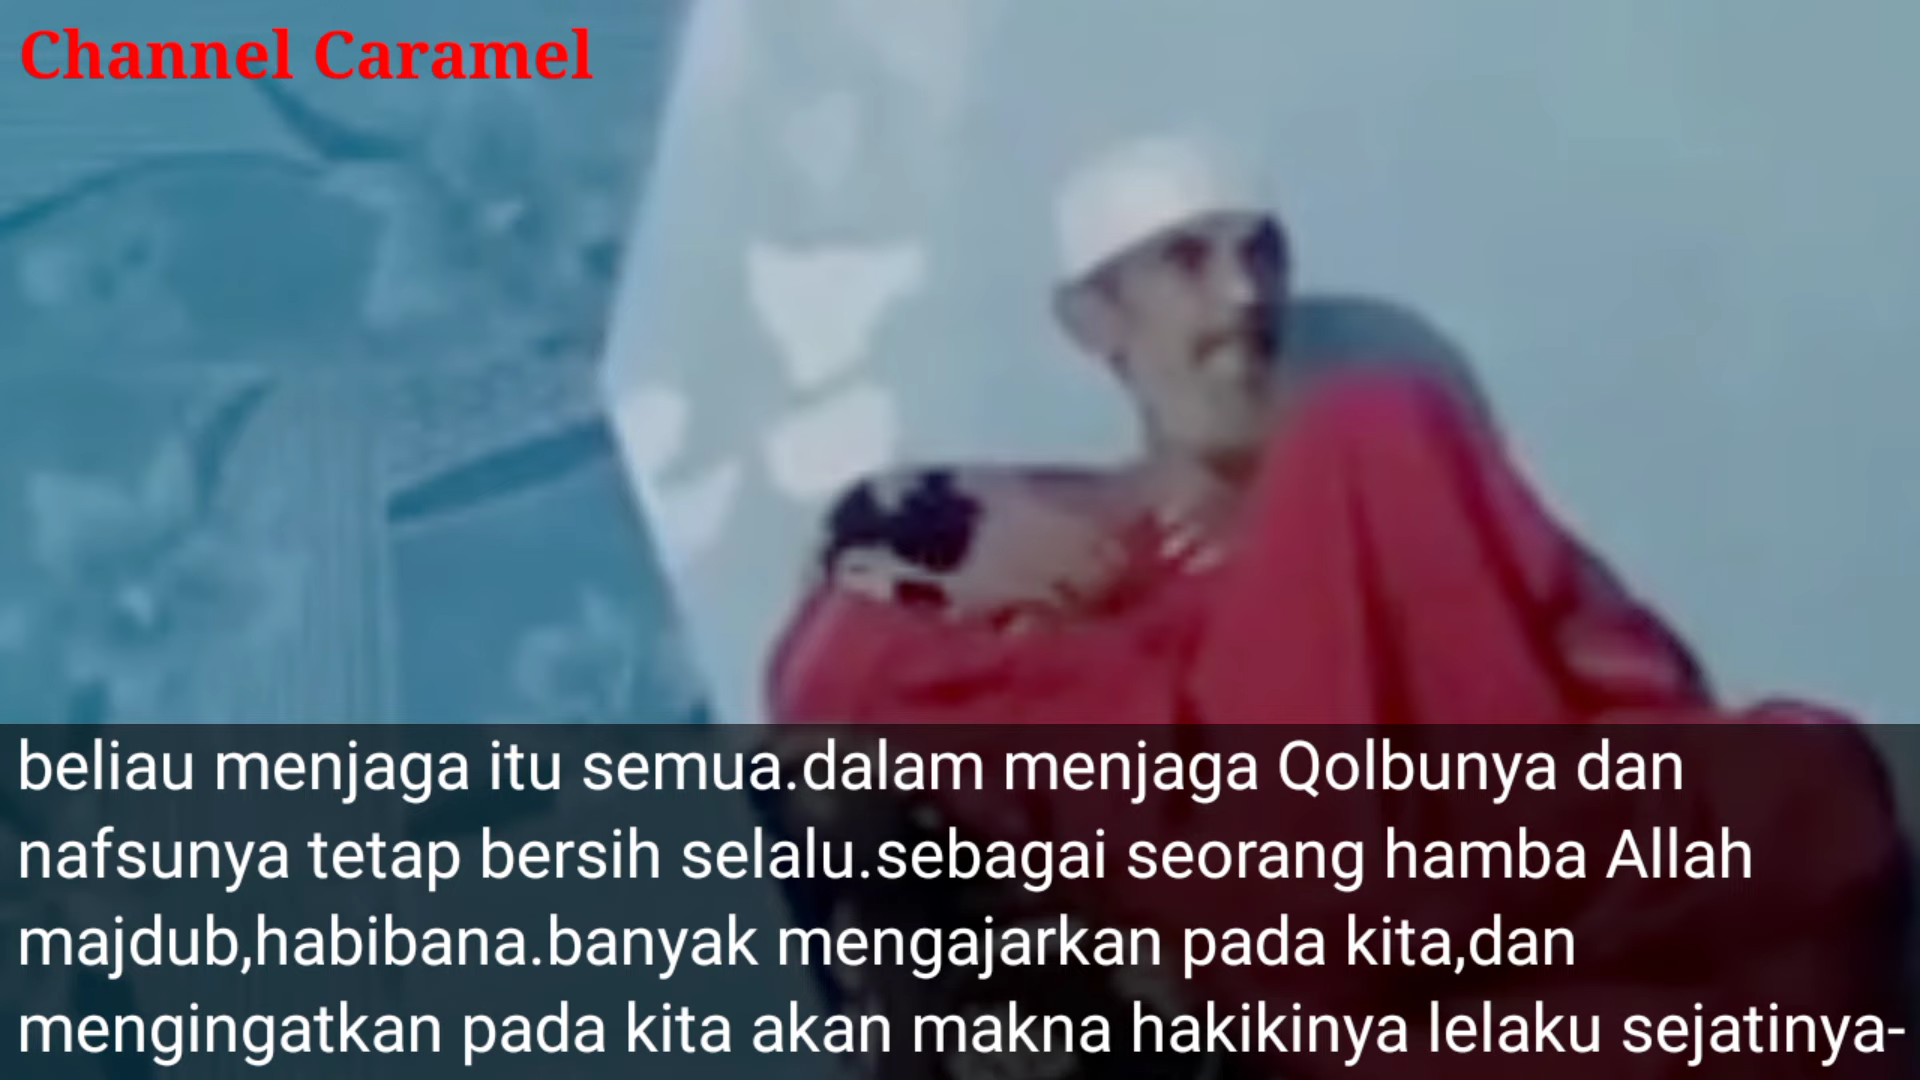 Channel Caramel
beliau menjaga itu semua.dalam menjaga Qolbunya dan
nafsunya tetap bersih selalu.sebagai seorang hamba Allah
majdub,habibana.banyak mengajarkan pada kita,dan
mengingatkan pada kita akan makna hakikinya lelaku sejatinya-